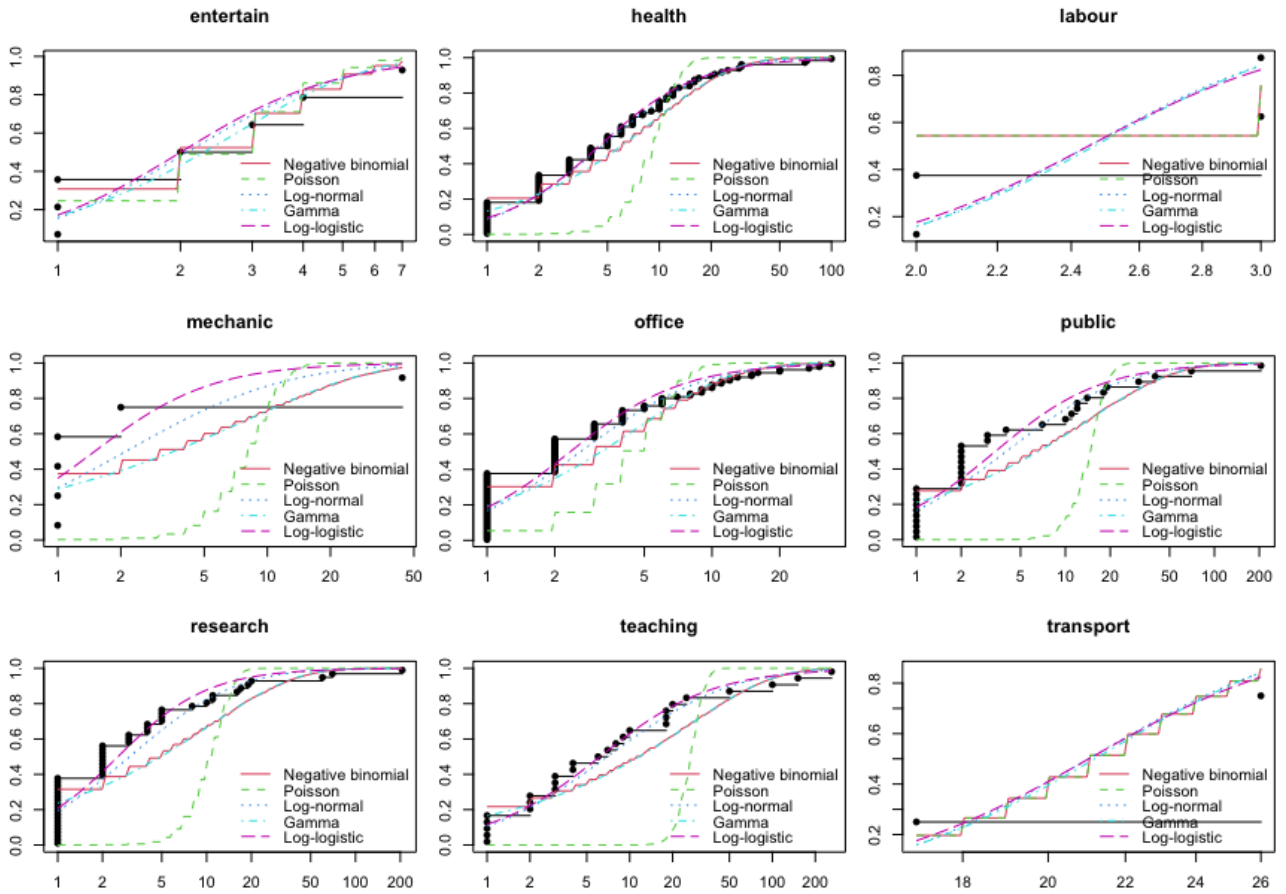 entertain
0.2 0.4 0.6 0.8 1.0
Negative binomial
Poisson
Log-normal
Gamma
Log-logistic
1 2 3 4 5 6 7
health
0.0 0.2 0.4 0.6 0.8 1.0
Negative binomial
Poisson
Log-normal
Gamma
Log-logistic
1 2 5 10 20 50 100
labour
0.2 0.4 0.6 0.8
Negative binomial
Poisson
Log-normal
Gamma
Log-logistic
2.0 2.2 2.4 2.6 2.8 3.0
mechanic
0.0 0.2 0.4 0.6 0.8 1.0
Negative binomial
Poisson
Log-normal
Gamma
Log-logistic
1 2 5 10 20 50
office
0.0 0.2 0.4 0.6 0.8 1.0
Negative binomial
Poisson
Log-normal
Gamma
Log-logistic
1 2 5 10 20
public
0.0 0.2 0.4 0.6 0.8 1.0
Negative binomial
Poisson
Log-normal
Gamma
Log-logistic
1 2 5 10 20 50 100 200
research
0.0 0.2 0.4 0.6 0.8 1.0
Negative binomial
Poisson
Log-normal
Gamma
Log-logistic
1 2 5 10 20 50 100 200
teaching
0.0 0.2 0.4 0.6 0.8 1.0
Negative binomial
Poisson
Log-normal
Gamma
Log-logistic
1 2 5 10 20 50 100 200
transport
0.2 0.4 0.6 0.8
Negative binomial
Poisson
Log-normal
Gamma
Log-logistic
18 20 22 24 26